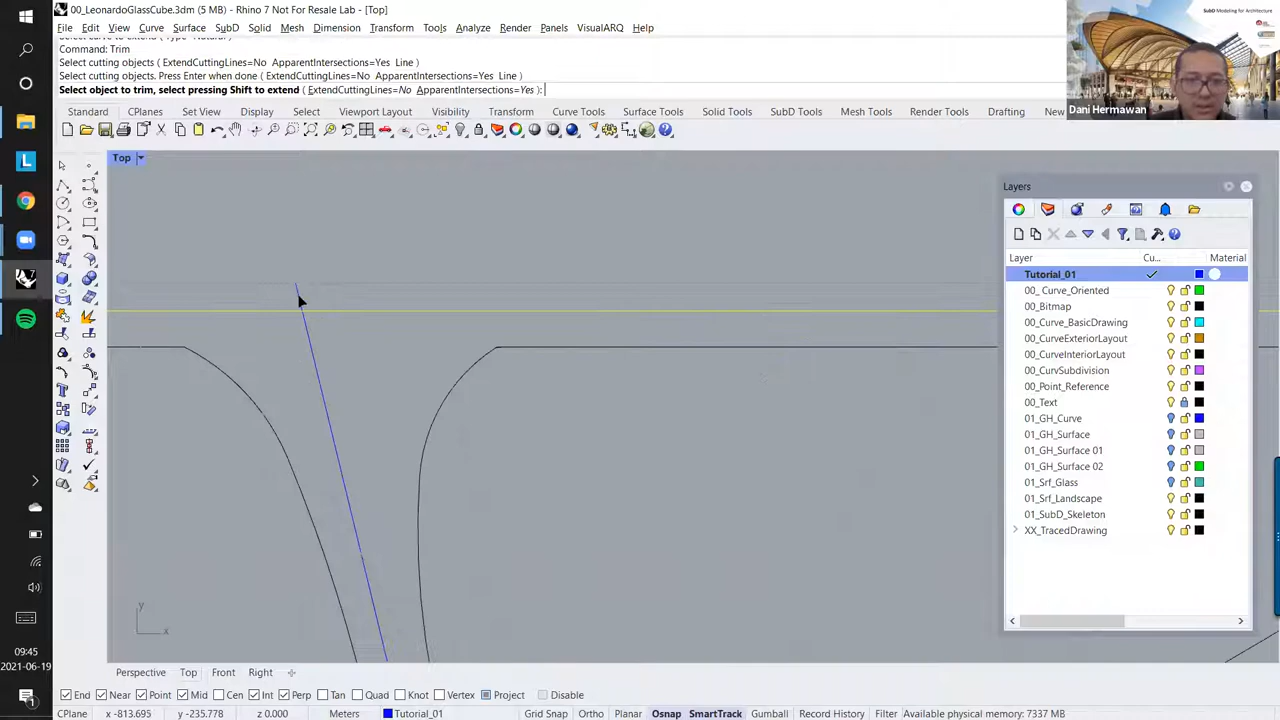 00_LeonardoGlassCube.3dm (5 MB) - Rhino 7 Not For Resale Lab - [Top]
File Edit View Curve Surface SubD Solid Mesh Dimension Transform Tools Analyze Render Panels VisualARQ Help
Command: Trim
Select cutting objects ( ExtendCuttingLines=No ApparentIntersections=Yes Line )
Select cutting objects. Press Enter when done ( ExtendCuttingLines=No ApparentIntersections=Yes Line )
Select object to trim, select pressing Shift to extend ( ExtendCuttingLines=No ApparentIntersections=Yes ):
SubD Modeling for Architecture
Dani Hermawan
Standard CPlanes Set View Display Select Viewport Layout Visibility Transform Curve Tools Surface Tools Solid Tools SubD Tools Mesh Tools Render Tools Drafting
Top
Layers
Layer Cu... Material
Tutorial_01
00_ Curve_Oriented
00_Bitmap
00_Curve_BasicDrawing
00_CurveExteriorLayout
00_CurveInteriorLayout
00_CurvSubdivision
00_Point_Reference
00_Text
01_GH_Curve
01_GH_Surface
01_GH_Surface 01
01_GH_Surface 02
01_Srf_Glass
01_Srf_Landscape
01_SubD_Skeleton
XX_TracedDrawing
y
x
09:45
2021-06-19
Perspective Top Front Right
End Near Point Mid Cen Int Perp Tan Quad Knot Vertex Project Disable
CPlane x -813.695 y -235.778 z 0.000 Meters Tutorial_01 Grid Snap Ortho Planar Osnap SmartTrack Gumball Record History Filter Available physical memory: 7337 MB